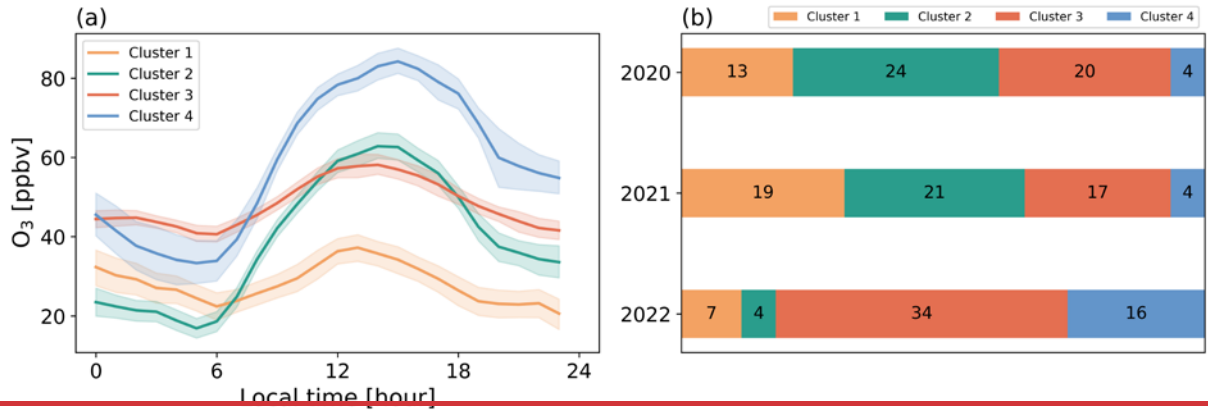 (a)
Cluster 1
Cluster 2
Cluster 3
Cluster 4
O₃ [ppbv]
80
60
40
20
0 6 12 18 24
Local time [hour]
(b)
Cluster 1 Cluster 2 Cluster 3 Cluster 4
2020 13 24 20 4
2021 19 21 17 4
2022 7 4 34 16